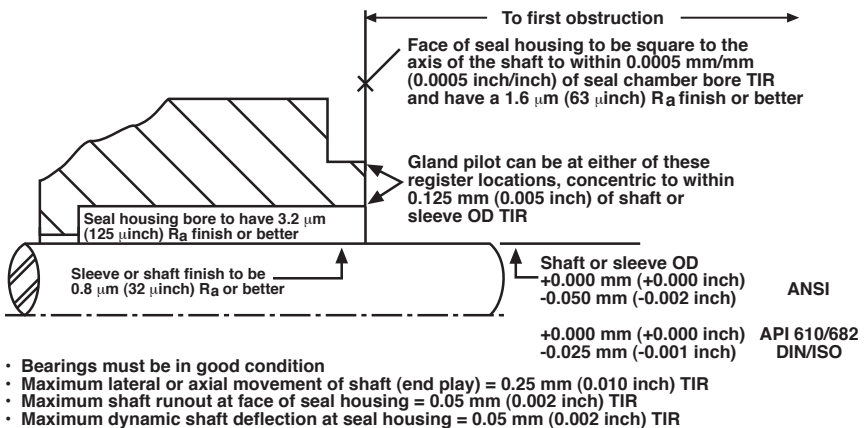 To first obstruction
Face of seal housing to be square to the
axis of the shaft to within 0.0005 mm/mm
(0.0005 inch/inch) of seal chamber bore TIR
and have a 1.6 µm (63 µinch) Ra finish or better
Gland pilot can be at either of these
register locations, concentric to within
0.125 mm (0.005 inch) of shaft or
sleeve OD TIR
Seal housing bore to have 3.2 µm
(125 µinch) Ra finish or better
Sleeve or shaft finish to be
0.8 µm (32 µinch) Ra or better
Shaft or sleeve OD
+0.000 mm (+0.000 inch)
-0.050 mm (-0.002 inch) ANSI
+0.000 mm (+0.000 inch) API 610/682
-0.025 mm (-0.001 inch) DIN/ISO
· Bearings must be in good condition
· Maximum lateral or axial movement of shaft (end play) = 0.25 mm (0.010 inch) TIR
· Maximum shaft runout at face of seal housing = 0.05 mm (0.002 inch) TIR
· Maximum dynamic shaft deflection at seal housing = 0.05 mm (0.002 inch) TIR